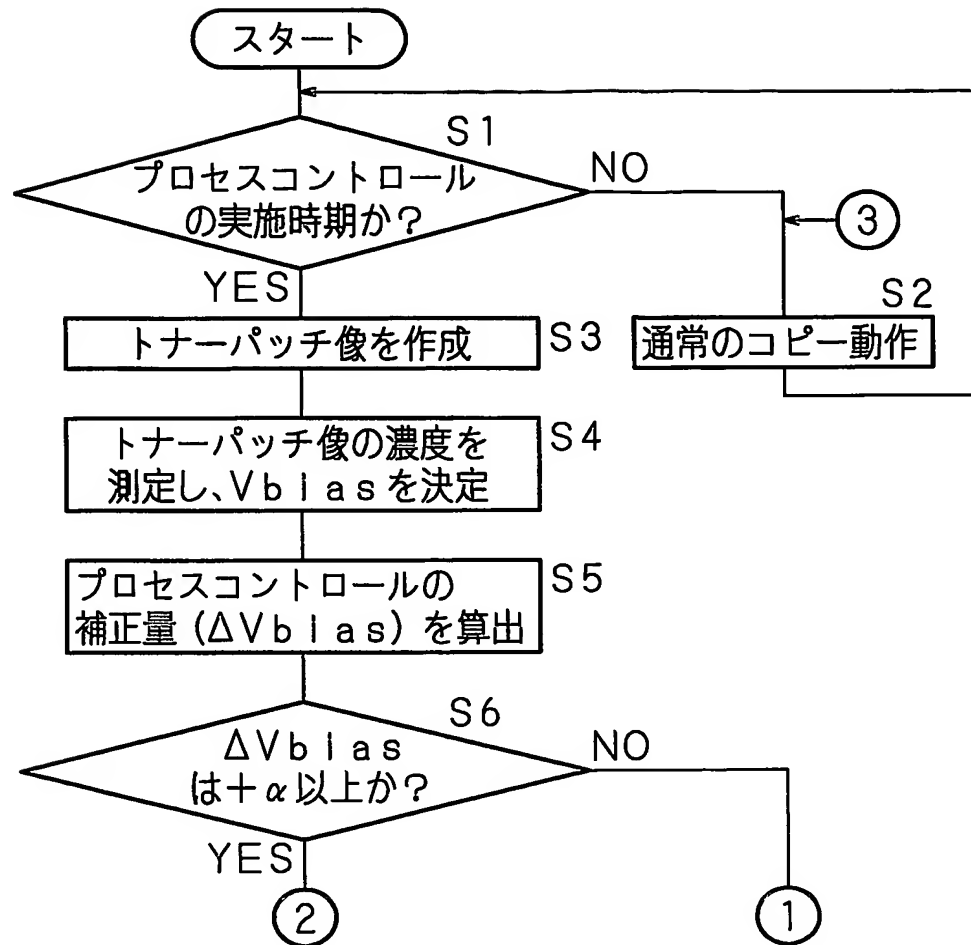 スタート
S1
プロセスコントロール
の実施時期か?
NO
③
YES
S2
トナーパッチ像を作成
S3
通常のコピー動作
トナーパッチ像の濃度を
測定し、Vbiasを決定
S4
プロセスコントロールの
補正量(ΔVbias)を算出
S5
S6
ΔVbias
は+α以上か?
NO
YES
②
①